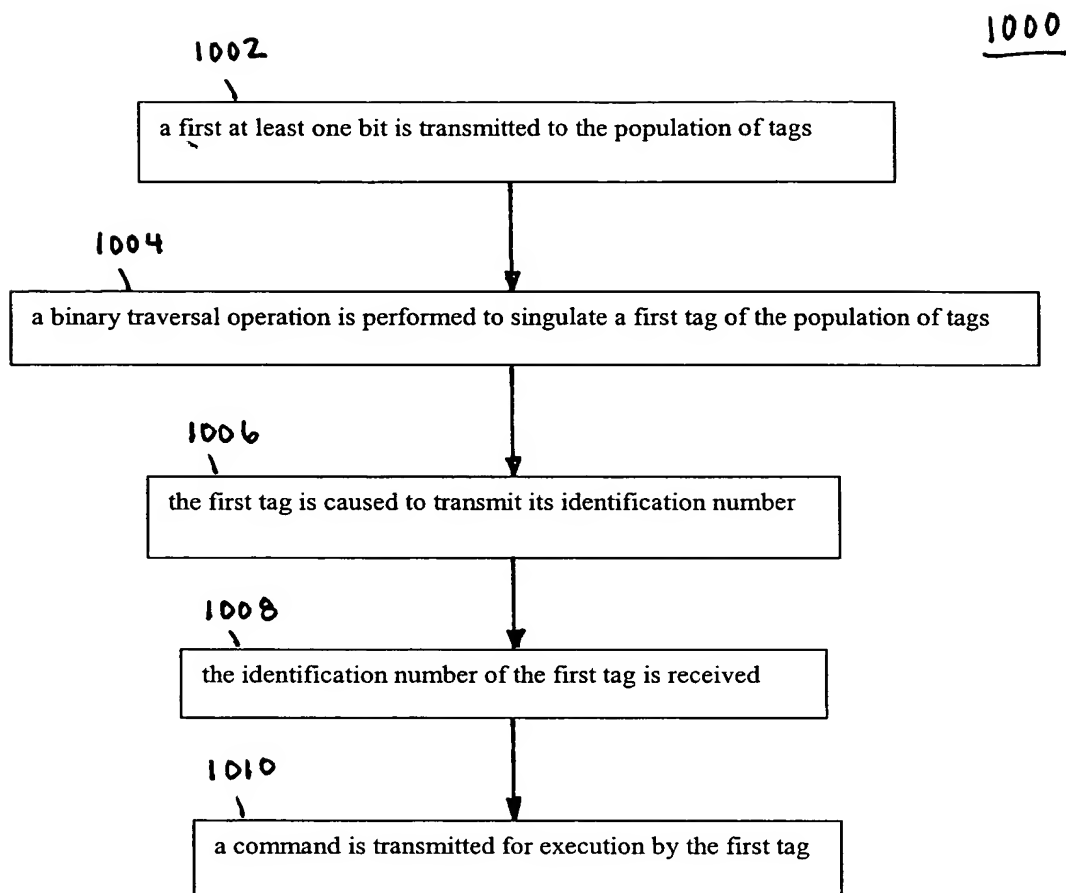 1000
1002
a first at least one bit is transmitted to the population of tags
1004
a binary traversal operation is performed to singulate a first tag of the population of tags
1006
the first tag is caused to transmit its identification number
1008
the identification number of the first tag is received
1010
a command is transmitted for execution by the first tag